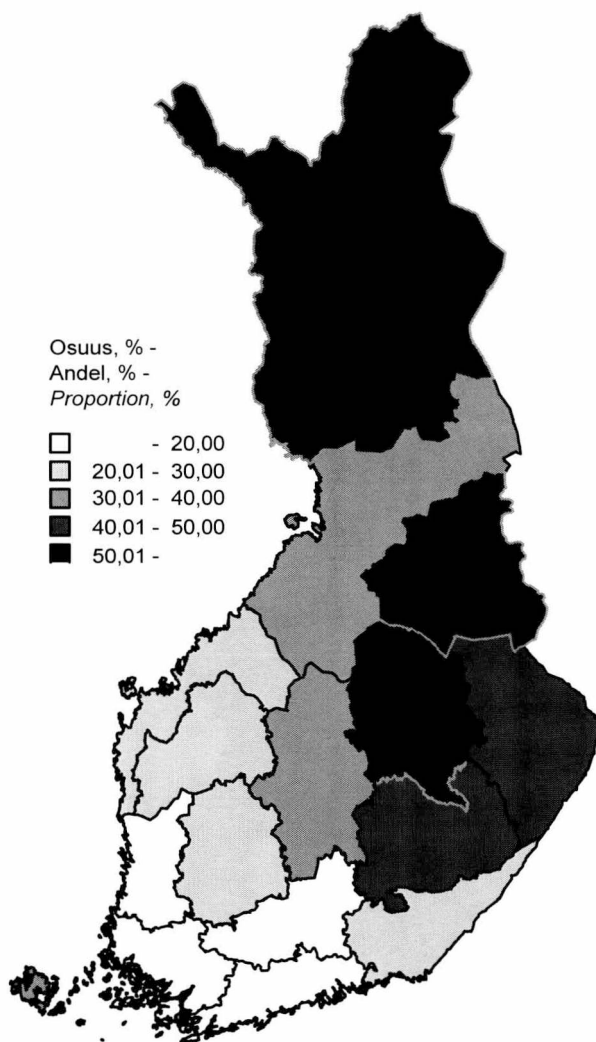 Osuus, % -
Andel, % -
Proportion, %
- 20,00
20,01 - 30,00
30,01 - 40,00
40,01 - 50,00
50,01 -